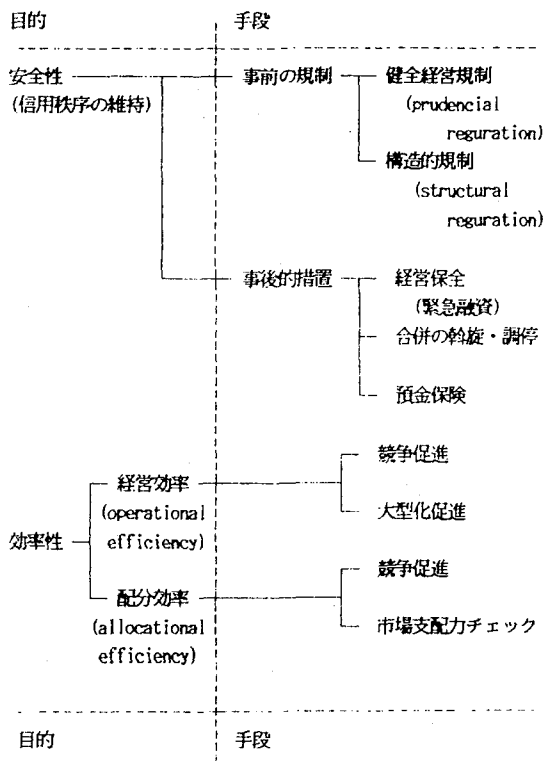 目的 手段
安全性 事前の規制 健全経営規制
(信用秩序の維持) (prudencial
reguration)
構造的規制
(structural
reguration)
事後的措置 経営保全
(緊急融資)
合併の斡旋・調停
預金保険
競争促進
経営効率
(operational 大型化促進
効率性 efficiency)
競争促進
配分効率
(allocational 市場支配力チェック
efficiency)
目的 手段